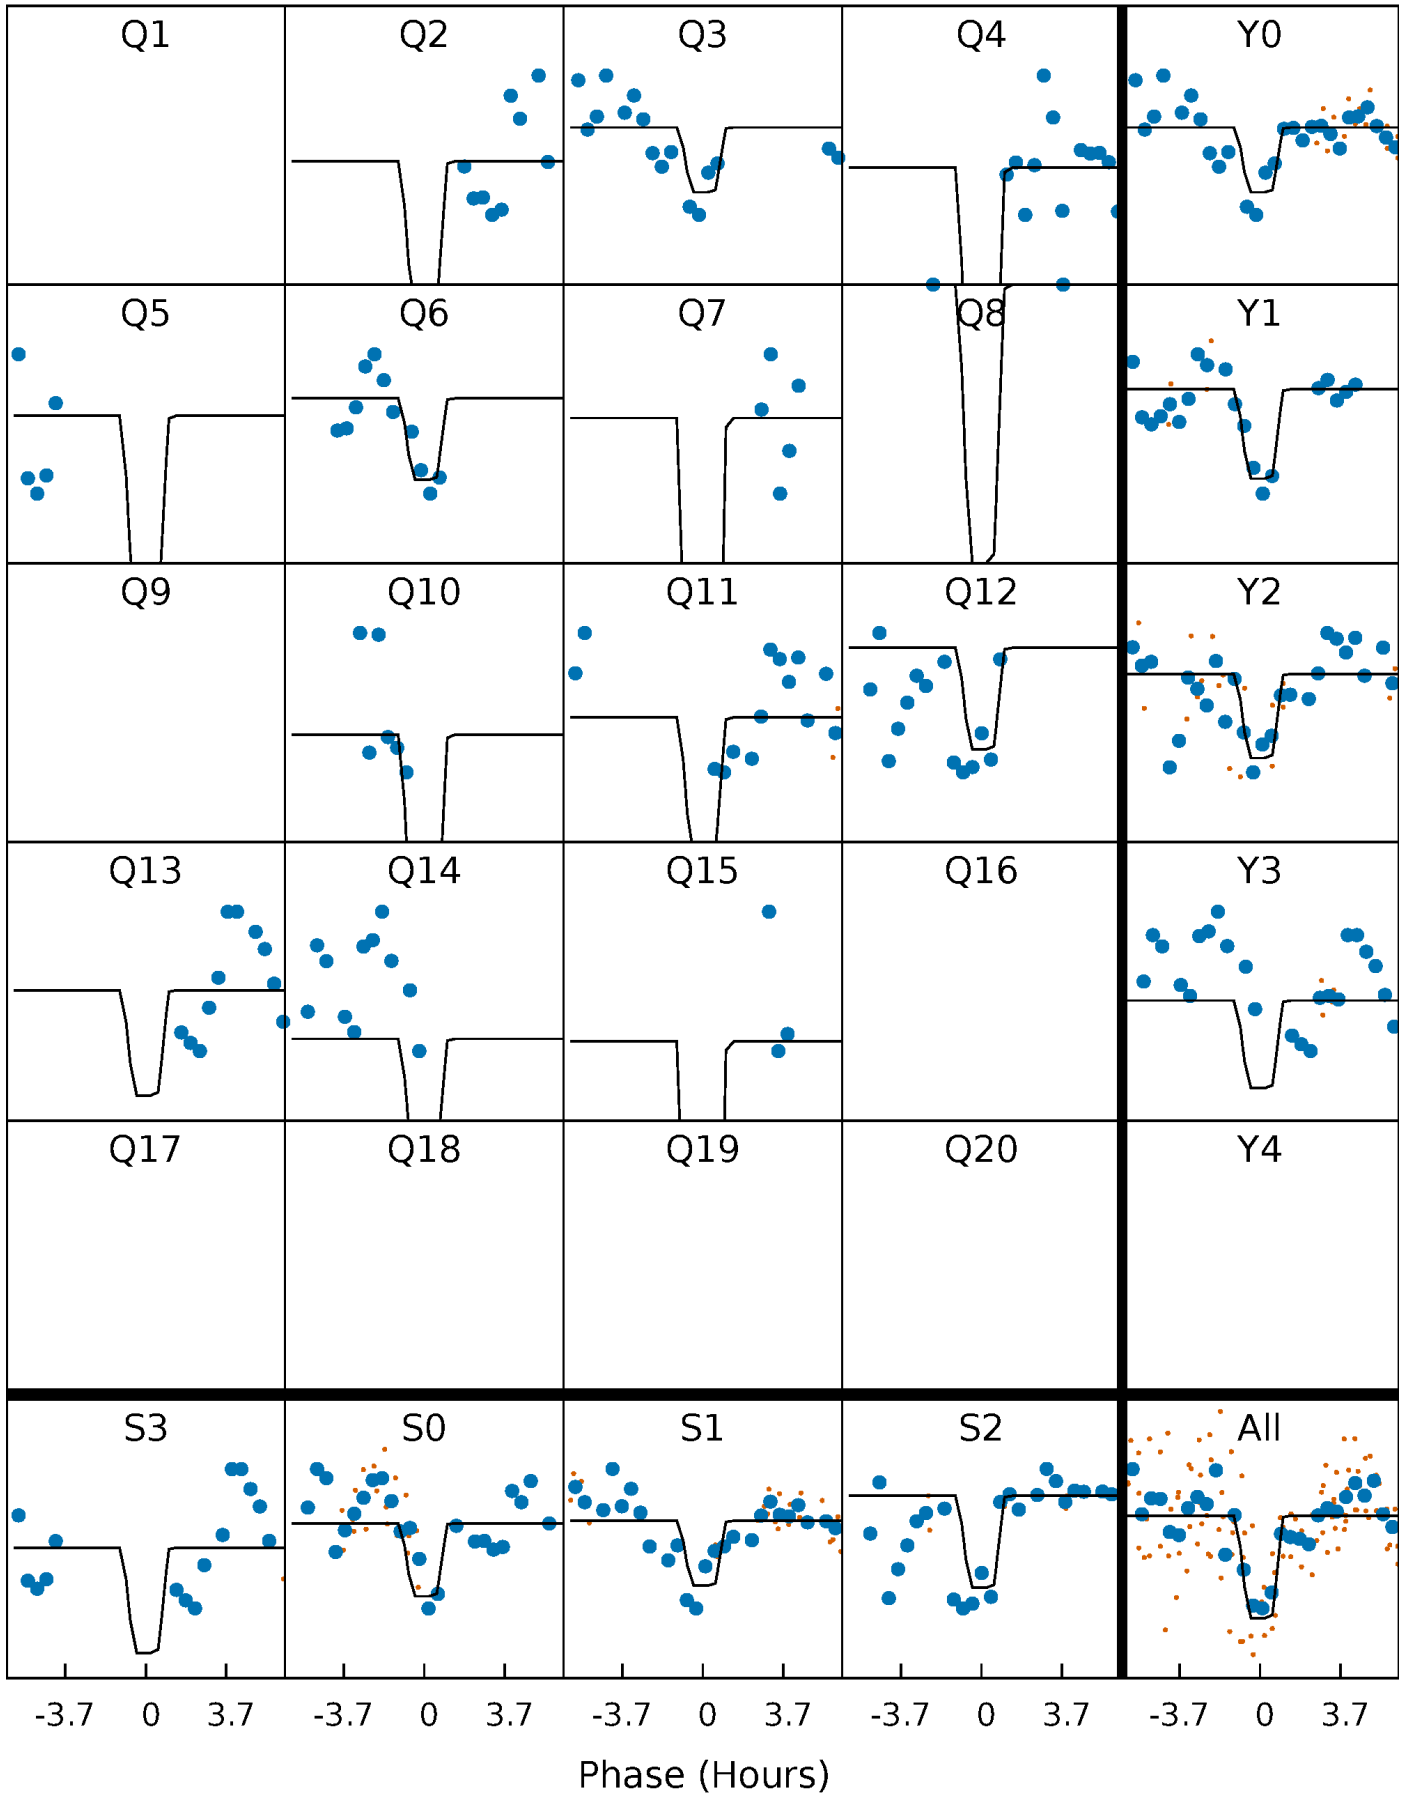 Q1 Q2 Q3 Q4 Y0
Q5 Q6 Q7 Q8 Y1
Q9 Q10 Q11 Q12 Y2
Q13 Q14 Q15 Q16 Y3
Q17 Q18 Q19 Q20 Y4
S3 S0 S1 S2 All
-3.7 0 3.7 -3.7 0 3.7 -3.7 0 3.7 -3.7 0 3.7 -3.7 0 3.7
Phase (Hours)